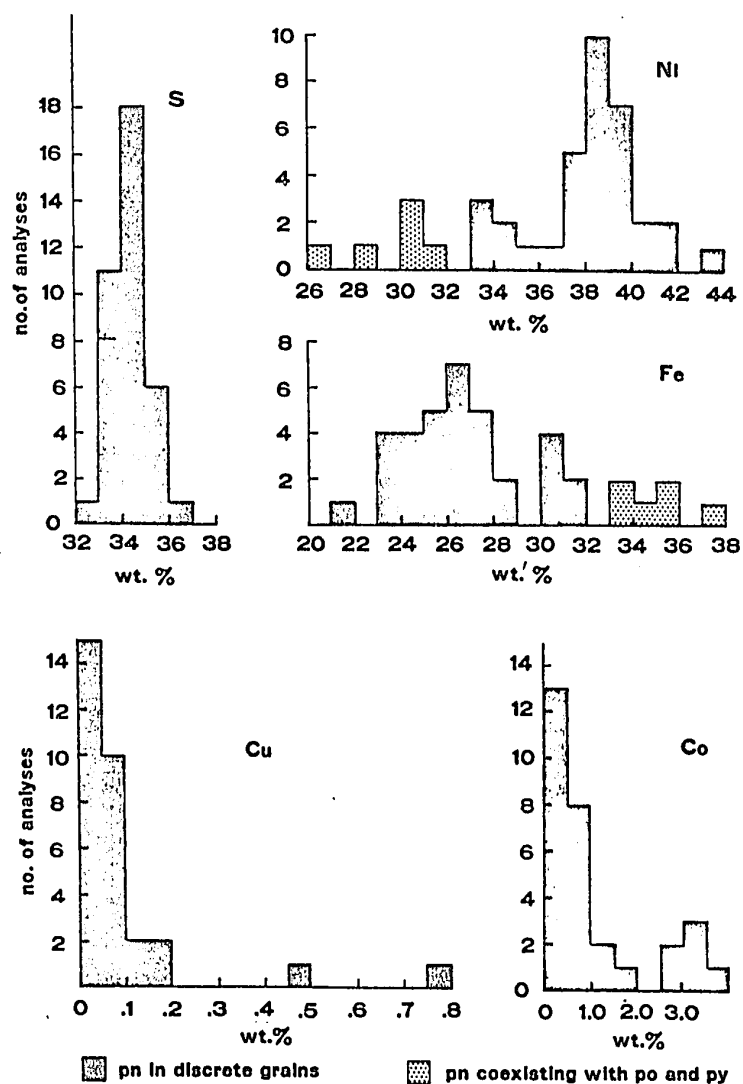 S
no.of analyses
18
16
14
12
10
8
6
4
2
0
32 34 36 38
wt. %
Ni
10
8
6
4
2
0
26 28 30 32 34 36 38 40 42 44
wt. %
Fe
8
6
4
2
20 22 24 26 28 30 32 34 36 38
wt.' %
Cu
no. of analyses
14
12
10
8
6
4
2
0 .1 .2 .3 .4 .5 .6 .7 .8
wt.%
Co
14
12
10
8
6
4
2
0
0 1.0 2.0 3.0
wt.%
pn in discrete grains
pn coexisting with po and py